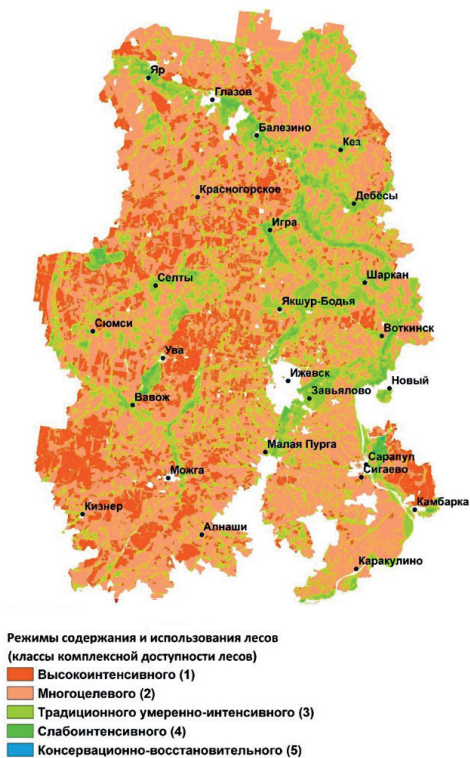 Яр
Глазов
Балезино
Кез
Красногорское
Дебёсы
Игра
Селты
Шаркан
Якшур-Бодья
Сюмси
Воткинск
Ува
Ижевск
Новый
Завьялово
Вавож
Малая Пурга
Сарапул
Можга
Сигаево
Кизнер
Камбарка
Алнаши
Каракулино
Режимы содержания и использования лесов
(классы комплексной доступности лесов)
Высокоинтенсивного (1)
Многоцелевого (2)
Традиционного умеренно-интенсивного (3)
Слабоинтенсивного (4)
Консервационно-восстановительного (5)